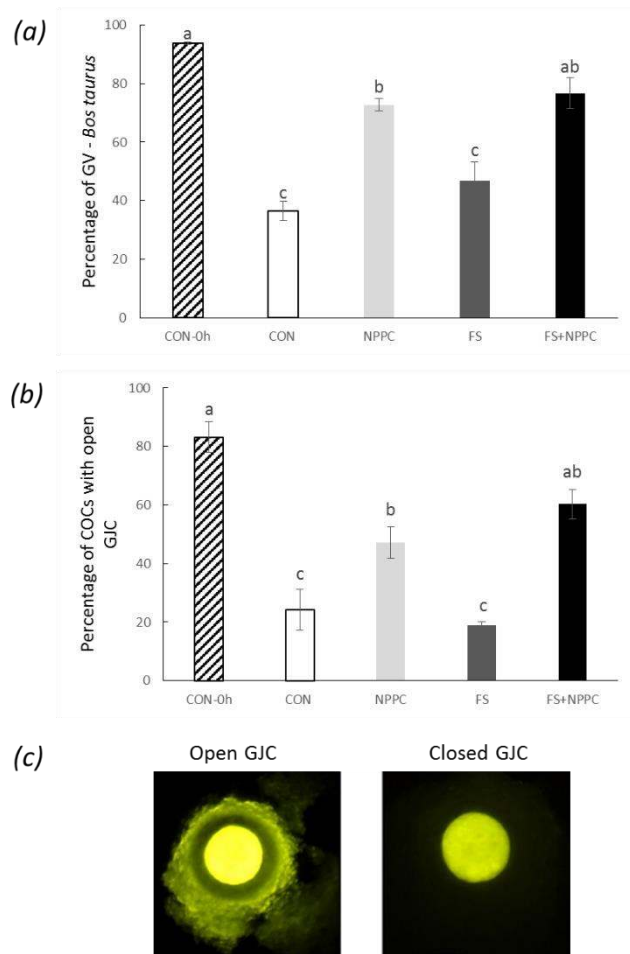 (a)
Percentage of GV - Bos taurus
100
80
60
40
20
0
a
c
b
c
ab
CON-0h CON NPPC FS FS+NPPC
(b)
Percentage of COCs with open
GJC
100
80
60
40
20
0
a
c
b
c
ab
CON-0h CON NPPC FS FS+NPPC
(c)
Open GJC Closed GJC